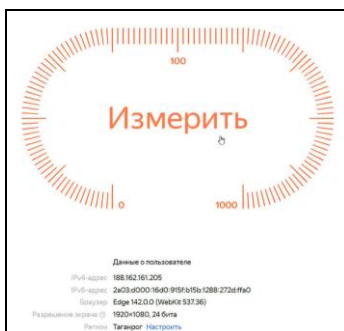 100
Измерить
0 1000
Данные о пользователе
IPv4-адрес 188.162.161.205
IPv6-адрес 2a03:d000:16d0:915f:b15b:1288:272d:ffa0
Браузер Edge 142.0.0 (WebKit 537.36)
Разрешение экрана 1920×1080, 24 бита
Регион Таганрог Настроить